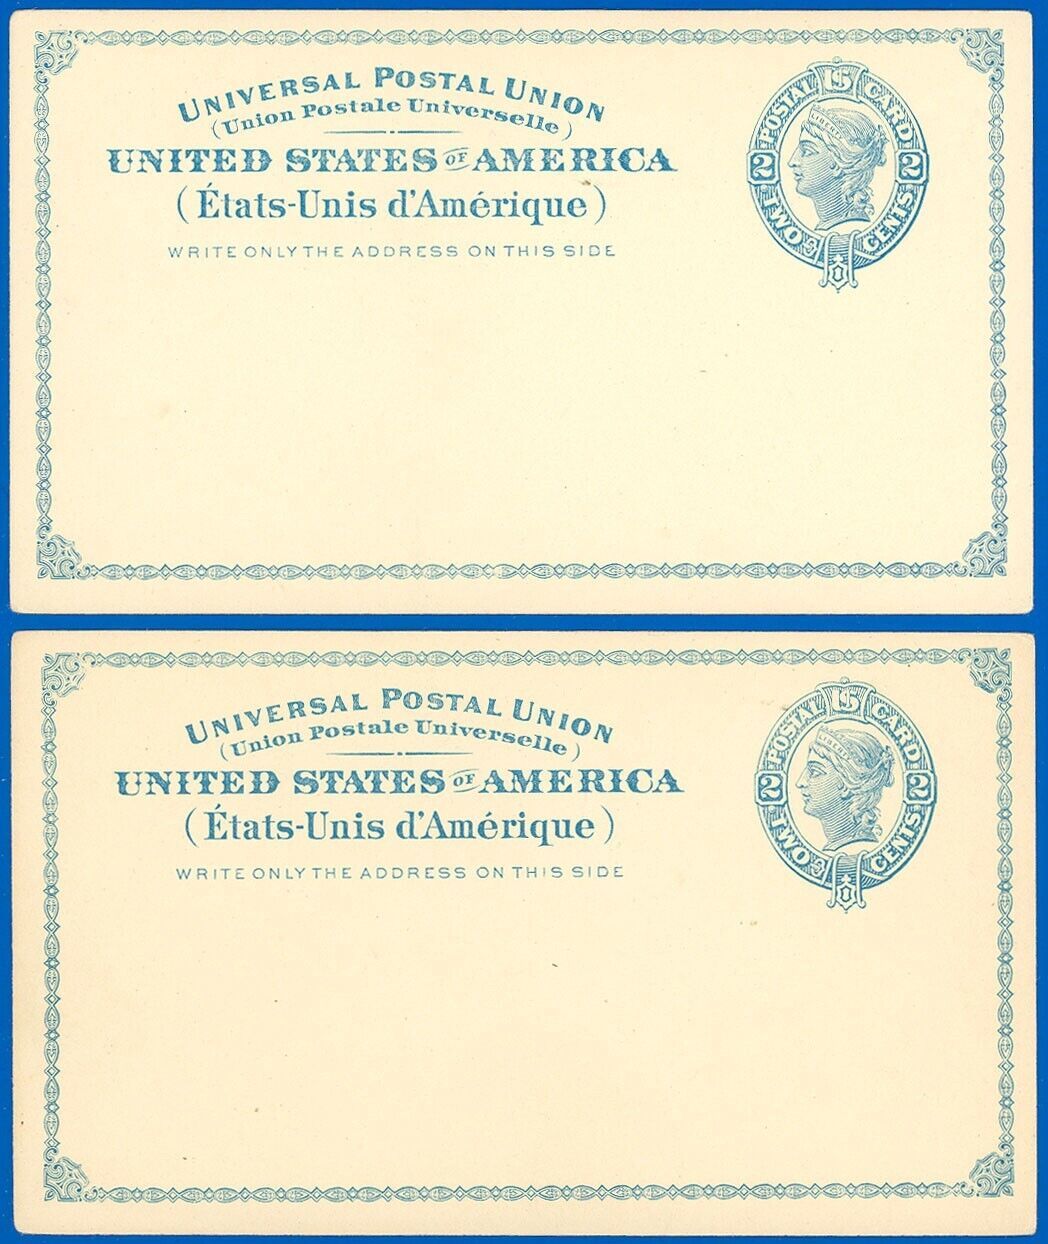 UNIVERSAL POSTAL UNION
(Union Postale Universelle)
UNITED STATES OF AMERICA
(États-Unis d'Amérique)
WRITE ONLY THE ADDRESS ON THIS SIDE
POSTAL CARD
LIBERTY
2 2
TWO CENTS
UNIVERSAL POSTAL UNION
(Union Postale Universelle)
UNITED STATES OF AMERICA
(États-Unis d'Amérique)
WRITE ONLY THE ADDRESS ON THIS SIDE
POSTAL CARD
LIBERTY
2 2
TWO CENTS